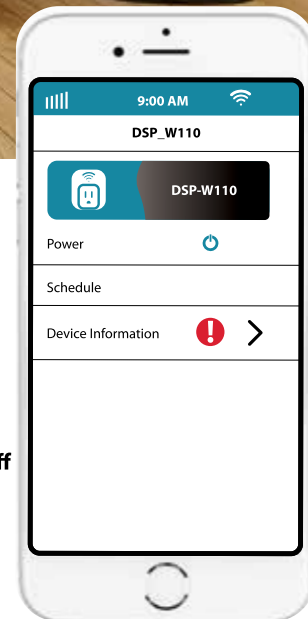 9:00 AM
DSP_W110
DSP-W110
Power
Schedule
Device Information
ff